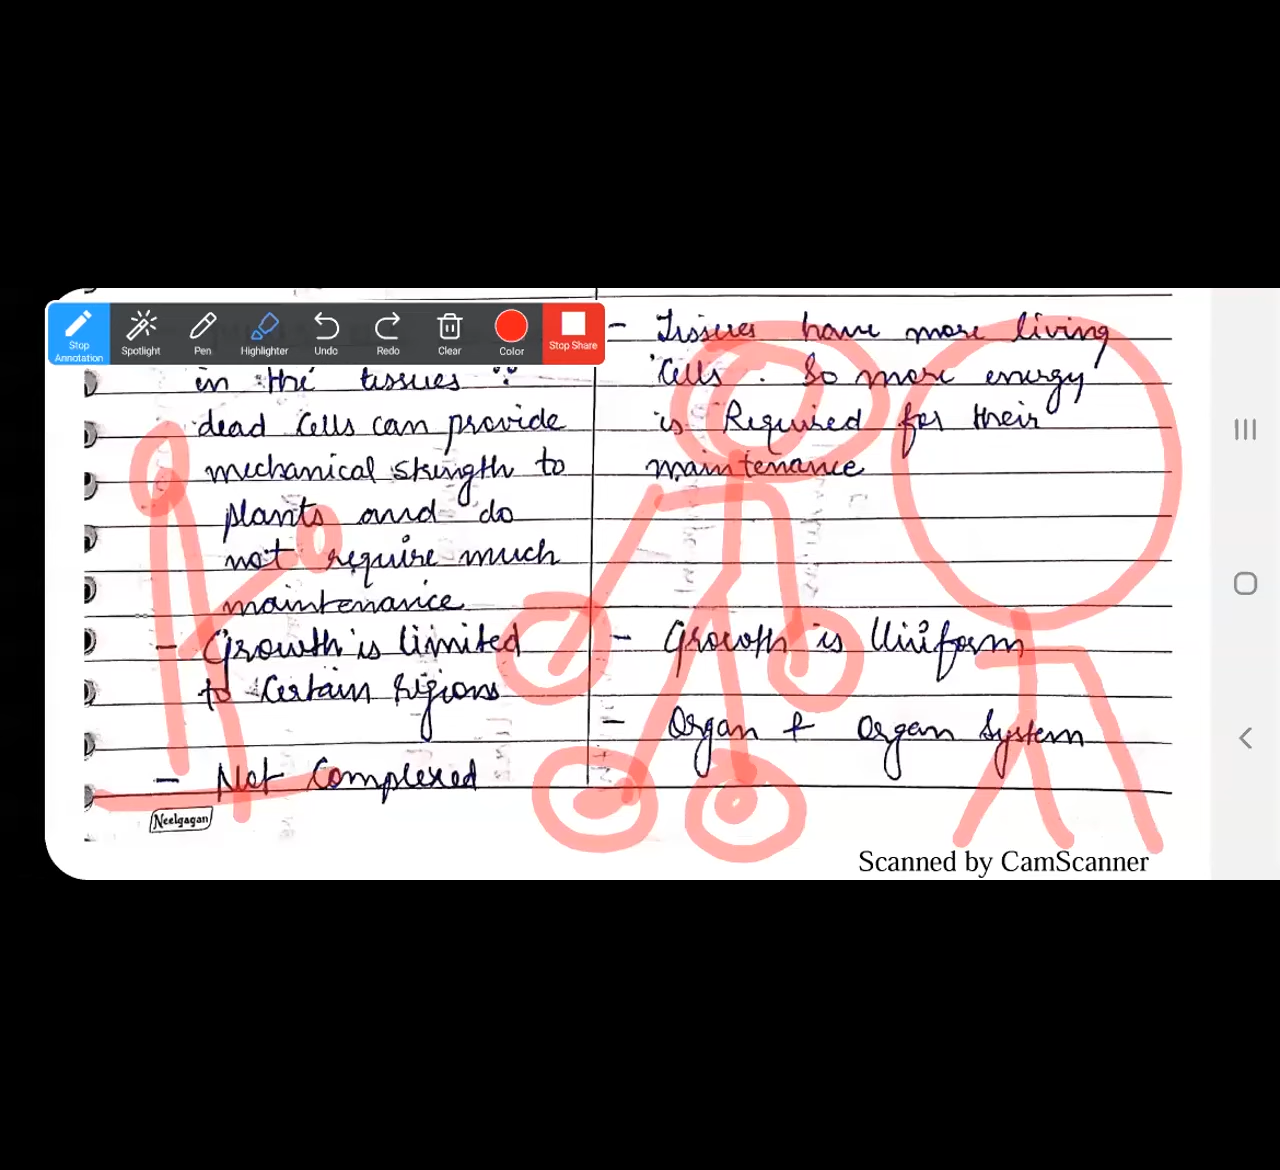 Stop
Annotation
Spotlight
Pen
Highlighter
Undo
Redo
Clear
Color
Stop Share
in the tissues ∵
dead Cells can provide
mechanical strength to
plants and do
not require much
maintenance
- Growth is limited
to Certain Regions
- Not Complexed
- Tissues have more living
Cells . So more energy
is Required for their
maintenance
- Growth is Uniform
- Organ + Organ System
Neelgagan
Scanned by CamScanner